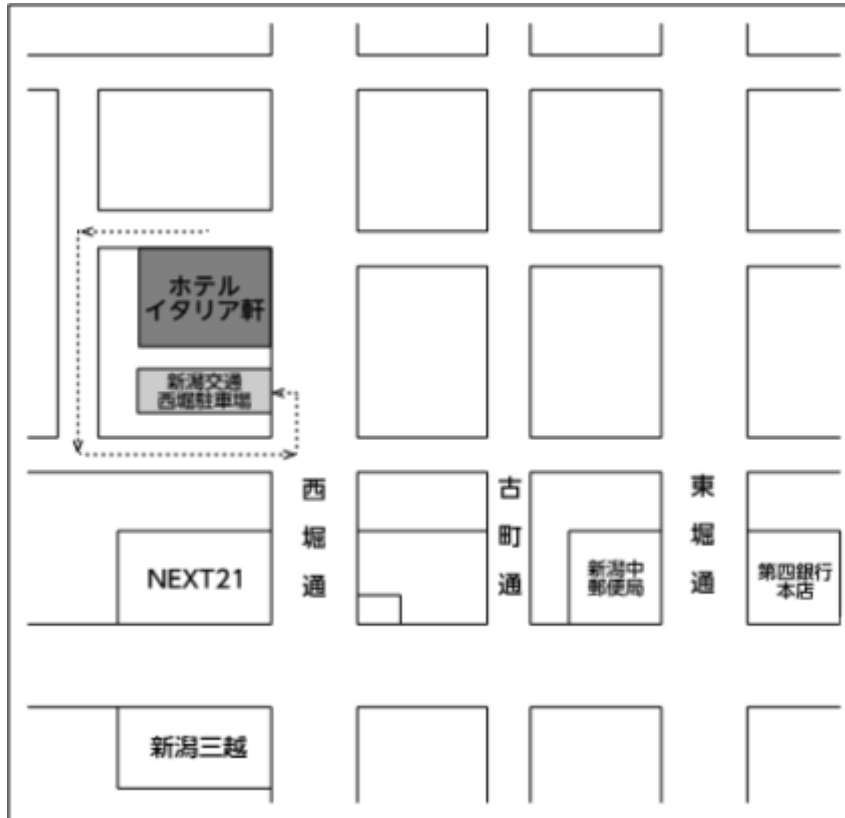 ホテル
イタリア軒
新潟交通
西堀駐車場
西堀通
古町通
東堀通
NEXT21
新潟中
郵便局
第四銀行
本店
新潟三越